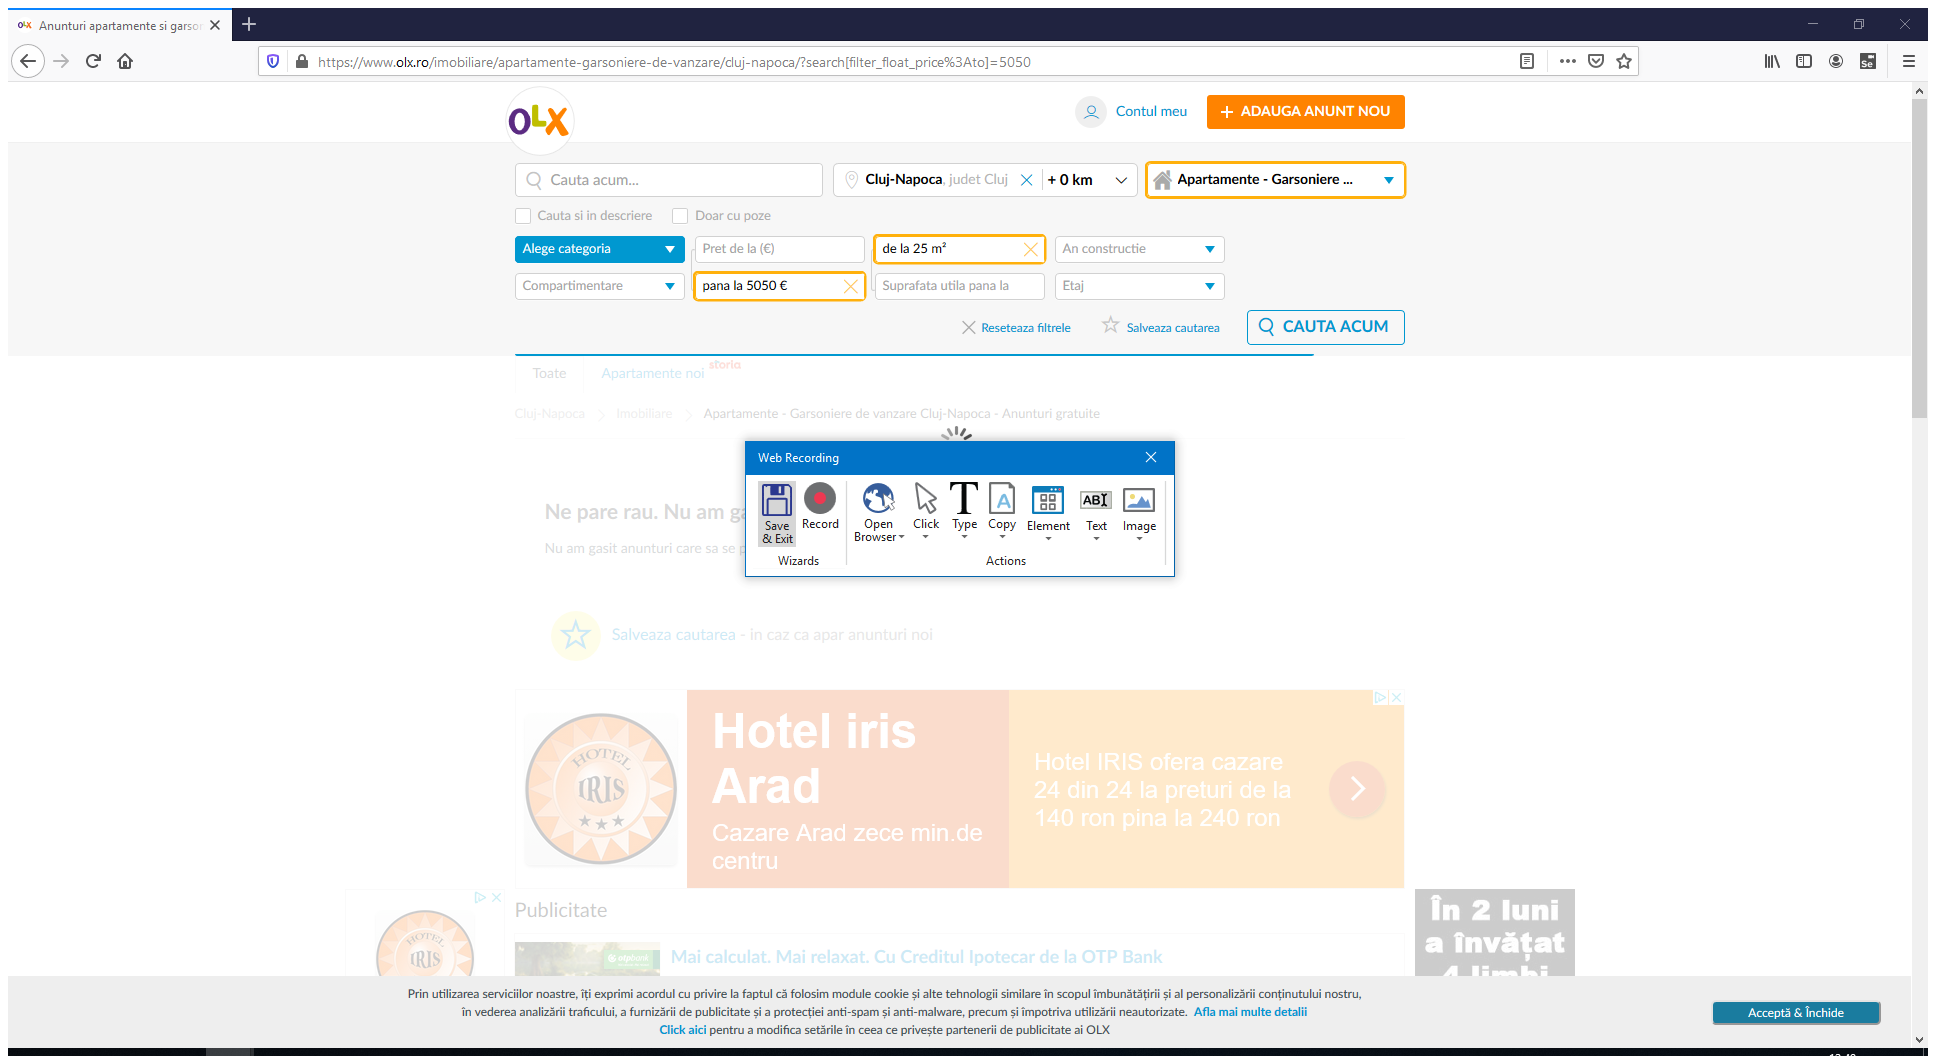 OLX Anunturi apartamente si garson
https://www.olx.ro/imobiliare/apartamente-garsoniere-de-vanzare/cluj-napoca/?search[filter_float_price%3Ato]=5050
Se
OLX
Contul meu
+ ADAUGA ANUNT NOU
Cauta acum...
Cluj-Napoca, judet Cluj
+ 0 km
Apartamente - Garsoniere ...
Cauta si in descriere
Doar cu poze
Alege categoria
Pret de la (€)
de la 25 m²
An constructie
Compartimentare
pana la 5050 €
Suprafata utila pana la
Etaj
Reseteaza filtrele
Salveaza cautarea
CAUTA ACUM
Toate
Apartamente noi
storia
Cluj-Napoca
Imobiliare
Apartamente - Garsoniere de vanzare Cluj-Napoca - Anunturi gratuite
Web Recording
Save & Exit
Record
Open Browser
Click
Type
Copy
Element
Text
Image
Wizards
Actions
Ne pare rau. Nu am
Nu am gasit anunturi care sa se
Salveaza cautarea - in caz ca apar anunturi noi
HOTEL
IRIS
Hotel iris
Arad
Cazare Arad zece min.de
centru
Hotel IRIS ofera cazare
24 din 24 la preturi de la
140 ron pina la 240 ron
Publicitate
HOTEL
IRIS
otpbank
Mai calculat. Mai relaxat. Cu Creditul Ipotecar de la OTP Bank
În 2 luni
a învățat
4 limbi
Prin utilizarea serviciilor noastre, îți exprimi acordul cu privire la faptul că folosim module cookie și alte tehnologii similare în scopul îmbunătățirii și al personalizării conținutului nostru,
în vederea analizării traficului, a furnizării de publicitate și a protecției anti-spam și anti-malware, precum și împotriva utilizării neautorizate. Afla mai multe detalii
Click aici pentru a modifica setările în ceea ce privește partenerii de publicitate ai OLX
Acceptă & Închide